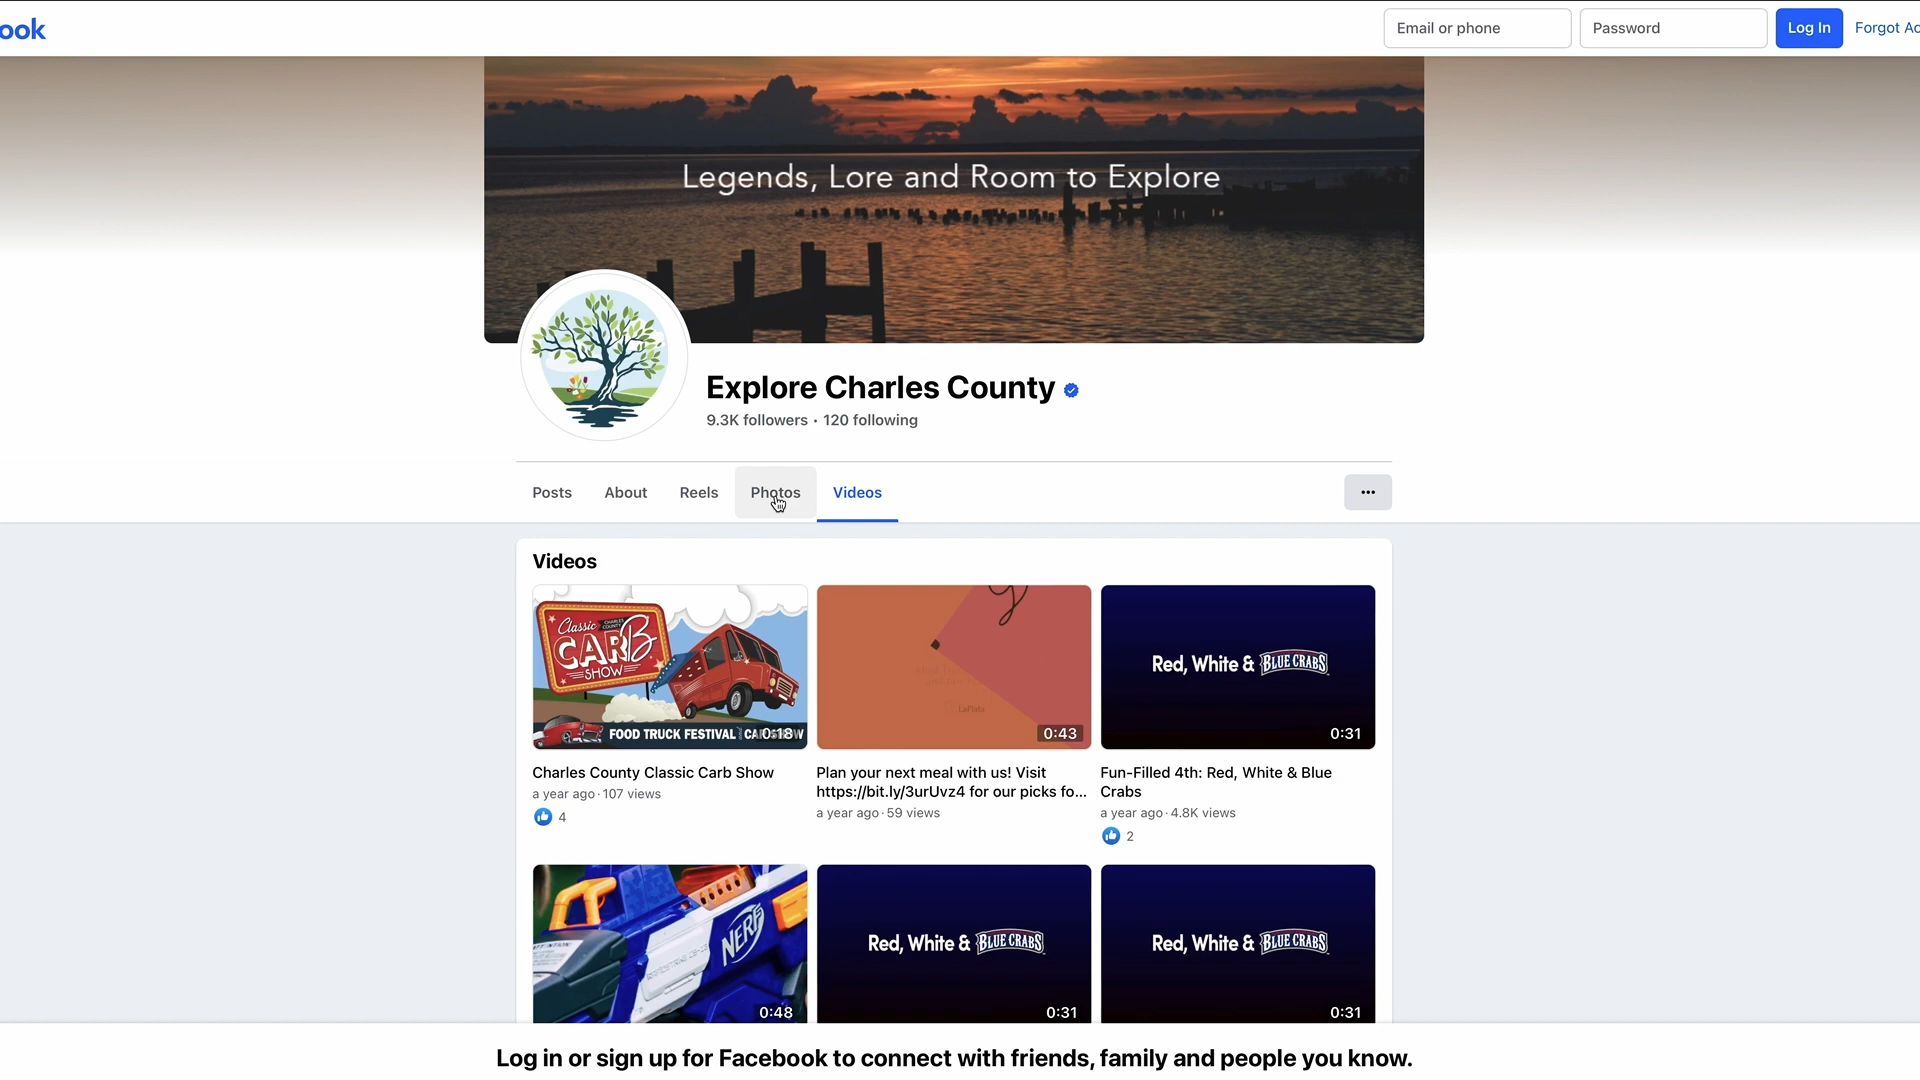 ook
Email or phone
Password
Log In
Forgot Ac
Legends, Lore and Room to Explore
Explore Charles County
9.3K followers • 120 following
Posts
About
Reels
Photos
Videos
Videos
Classic
CHARLES COUNTY
CARB
SHOW
FOOD TRUCK FESTIVAL
0:18
LaPlata
0:43
Red, White & BLUE CRABS
0:31
Charles County Classic Carb Show
a year ago · 107 views
4
Plan your next meal with us! Visit
https://bit.ly/3urUvz4 for our picks fo...
a year ago · 59 views
Fun-Filled 4th: Red, White & Blue
Crabs
a year ago · 4.8K views
2
NERF
0:48
Red, White & BLUE CRABS
0:31
Red, White & BLUE CRABS
0:31
Log in or sign up for Facebook to connect with friends, family and people you know.